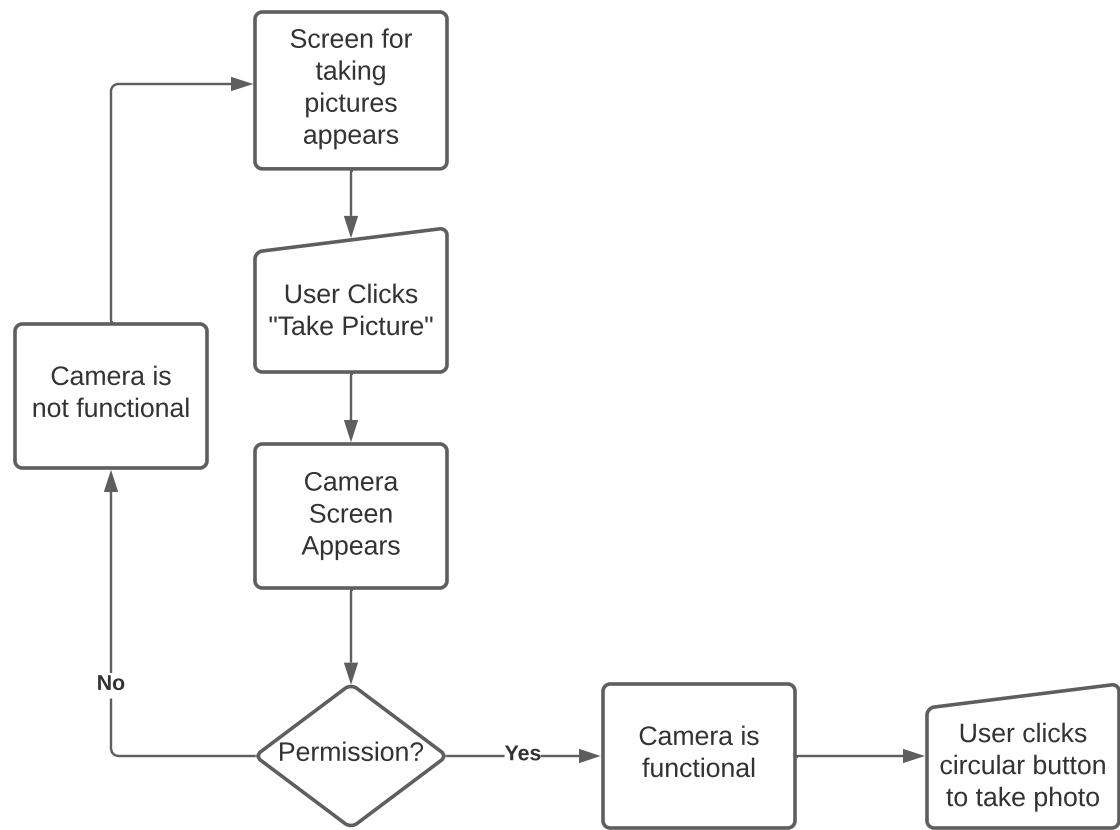 Screen for
taking
pictures
appears
User Clicks
"Take Picture"
Camera is
not functional
Camera
Screen
Appears
No
Permission?
Yes
Camera is
functional
User clicks
circular button
to take photo